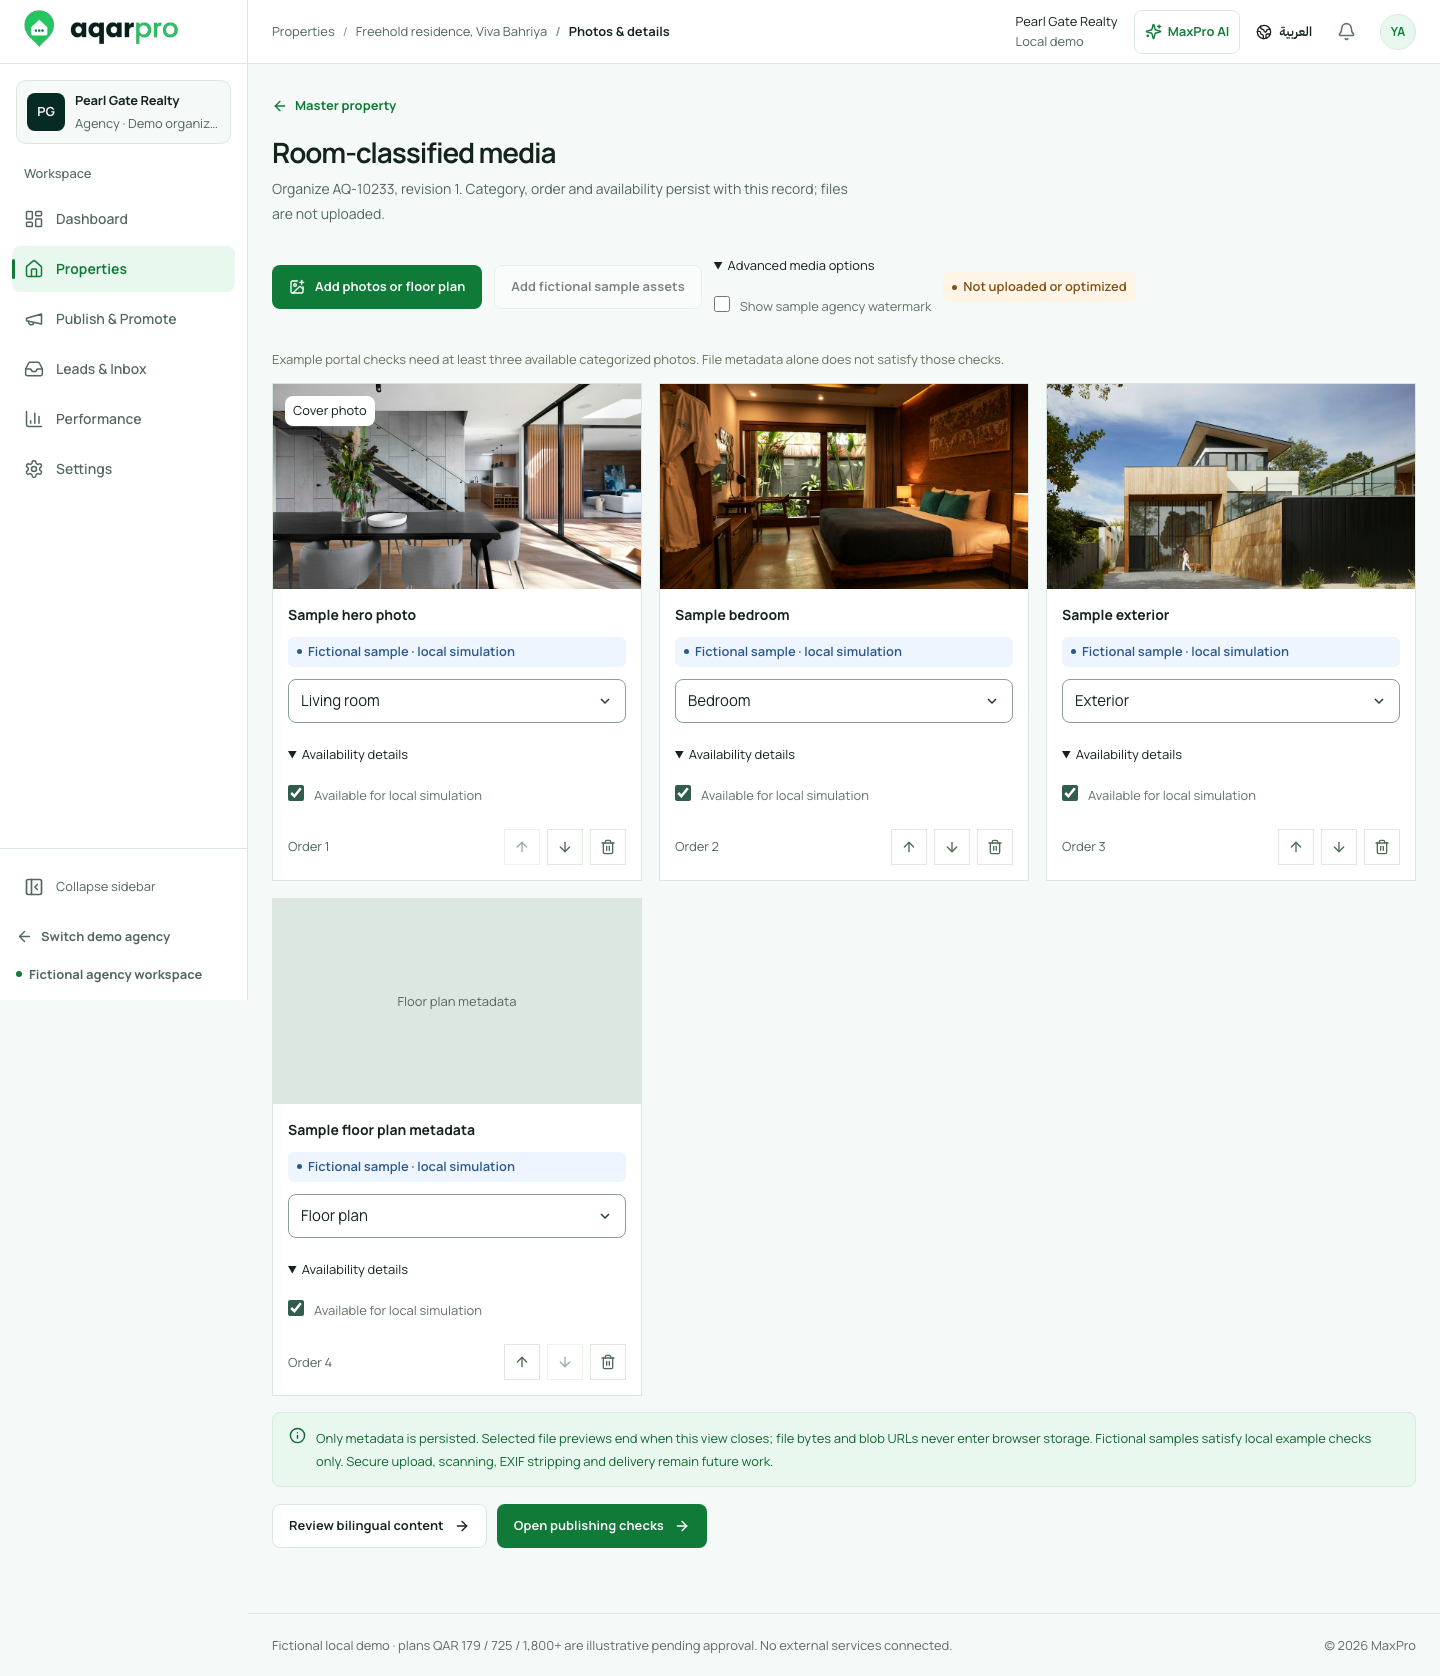 aqarpro
Properties / Freehold residence, Viva Bahriya / Photos & details
Pearl Gate Realty
Local demo
MaxPro AI
العربية
YA
PG
Pearl Gate Realty
Agency · Demo organiz...
Workspace
Dashboard
Properties
Publish & Promote
Leads & Inbox
Performance
Settings
Collapse sidebar
Switch demo agency
Fictional agency workspace
Master property
Room-classified media
Organize AQ-10233, revision 1. Category, order and availability persist with this record; files
are not uploaded.
Add photos or floor plan
Add fictional sample assets
Advanced media options
Show sample agency watermark
Not uploaded or optimized
Example portal checks need at least three available categorized photos. File metadata alone does not satisfy those checks.
Cover photo
Sample hero photo
Fictional sample · local simulation
Living room
Availability details
Available for local simulation
Order 1
Sample bedroom
Fictional sample · local simulation
Bedroom
Availability details
Available for local simulation
Order 2
Sample exterior
Fictional sample · local simulation
Exterior
Availability details
Available for local simulation
Order 3
Floor plan metadata
Sample floor plan metadata
Fictional sample · local simulation
Floor plan
Availability details
Available for local simulation
Order 4
Only metadata is persisted. Selected file previews end when this view closes; file bytes and blob URLs never enter browser storage. Fictional samples satisfy local example checks
only. Secure upload, scanning, EXIF stripping and delivery remain future work.
Review bilingual content
Open publishing checks
Fictional local demo · plans QAR 179 / 725 / 1,800+ are illustrative pending approval. No external services connected.
© 2026 MaxPro